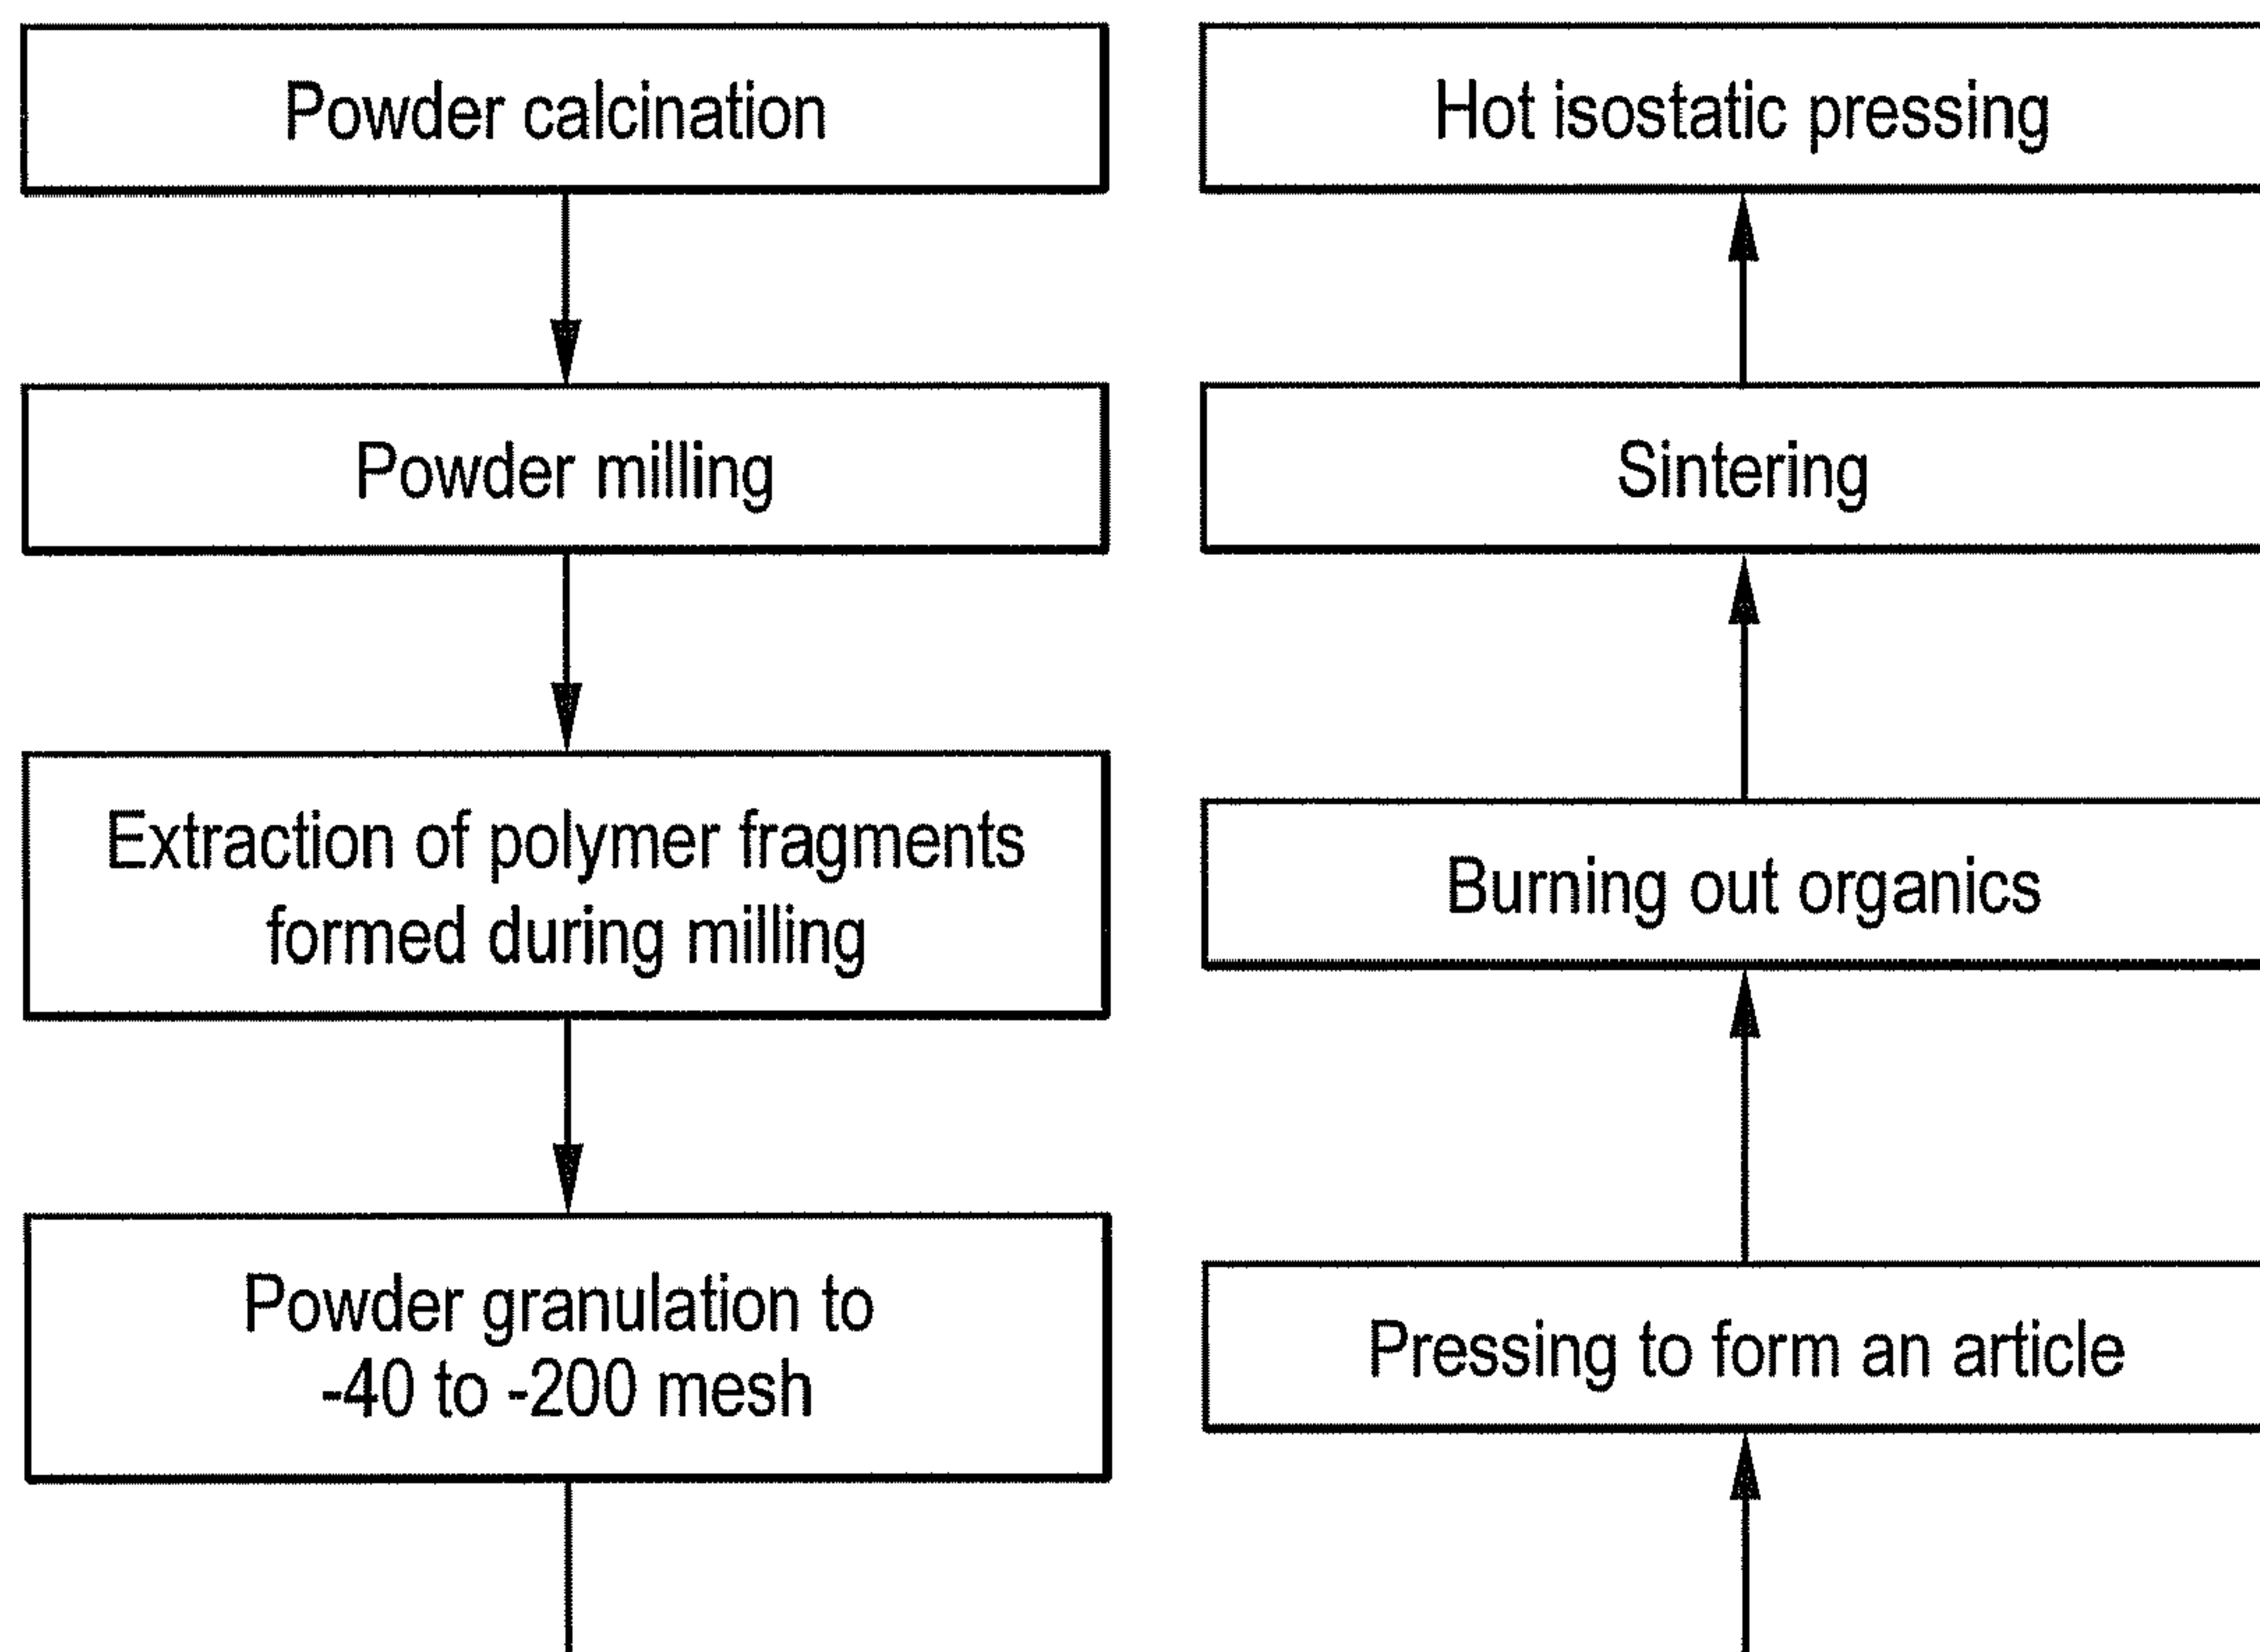 Powder calcination
Powder milling
Extraction of polymer fragments
formed during milling
Powder granulation to
-40 to -200 mesh
Hot isostatic pressing
Sintering
Burning out organics
Pressing to form an article